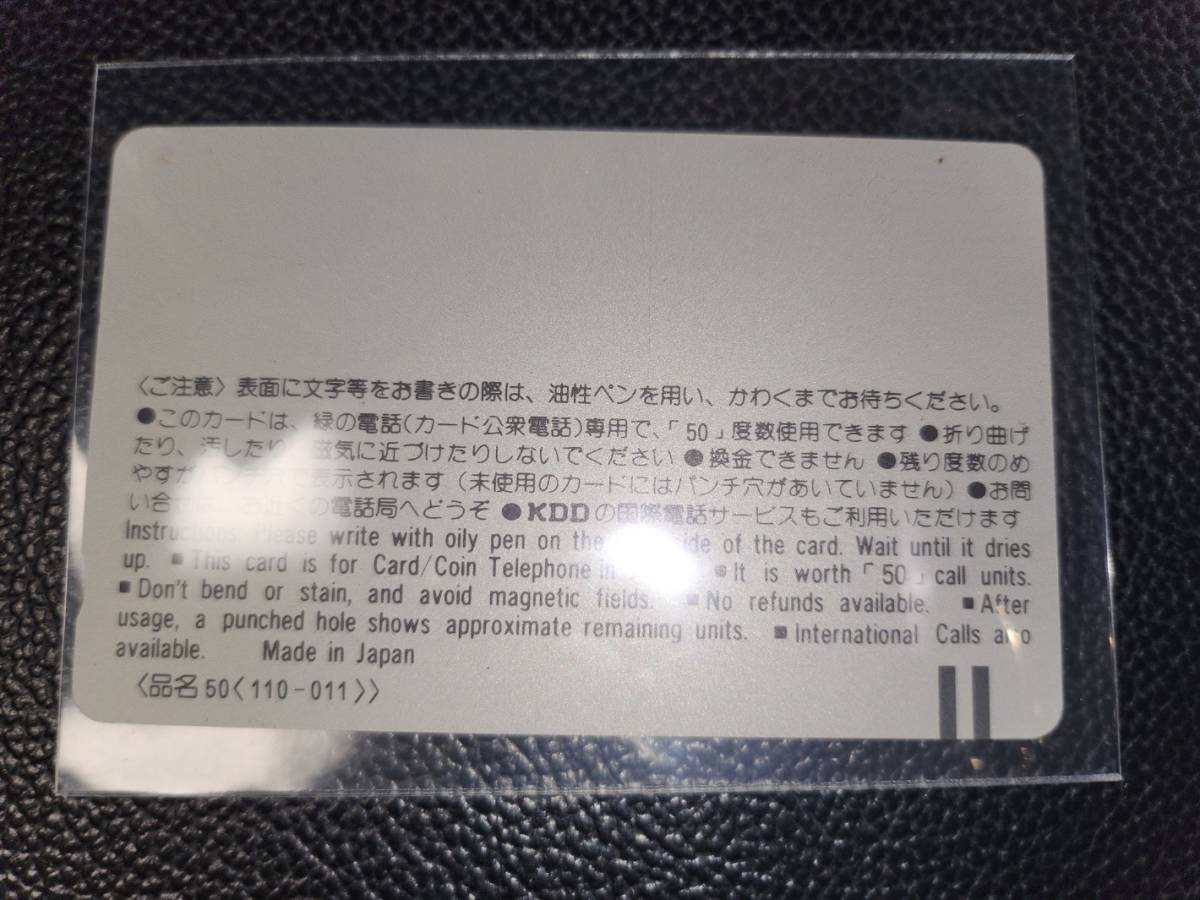 〈ご注意〉表面に文字等をお書きの際は、油性ペンを用い、かわくまでお待ちください。
●このカードは、緑の電話(カード公衆電話)専用で、「50」度数使用できます ●折り曲げ
たり、汚したり、磁気に近づけたりしないでください ●換金できません ●残り度数のめ
やすが て表示されます(未使用のカードにはパンチ穴があいていません) ●お問
い合せ の電話局へどうぞ ●KDDの国際電話サービスもご利用いただけます
Instructions Please write with oily pen on the side of the card. Wait until it dries
up. ■This card is for Card/Coin Telephone in ■It is worth「50」call units.
■Don't bend or stain, and avoid magnetic fields. ■No refunds available. ■After
usage, a punched hole shows approximate remaining units. ■International Calls also
available. Made in Japan
〈品名50〈110-011〉〉